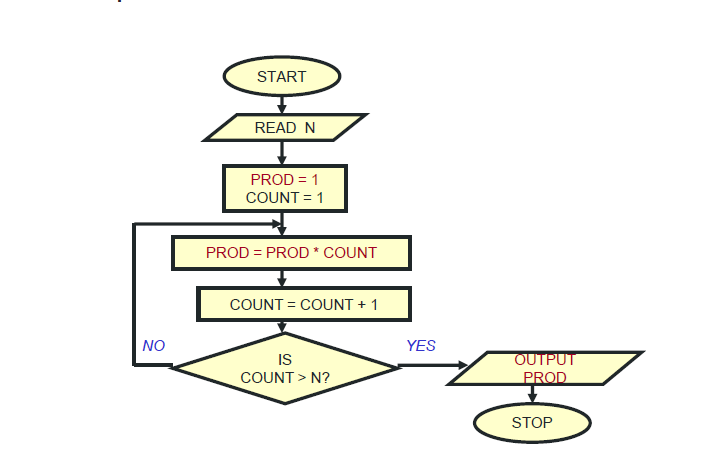 START
READ N
PROD = 1
COUNT = 1
PROD = PROD * COUNT
COUNT = COUNT + 1
NO
YES
IS
COUNT > N?
OUTPUT
PROD
STOP